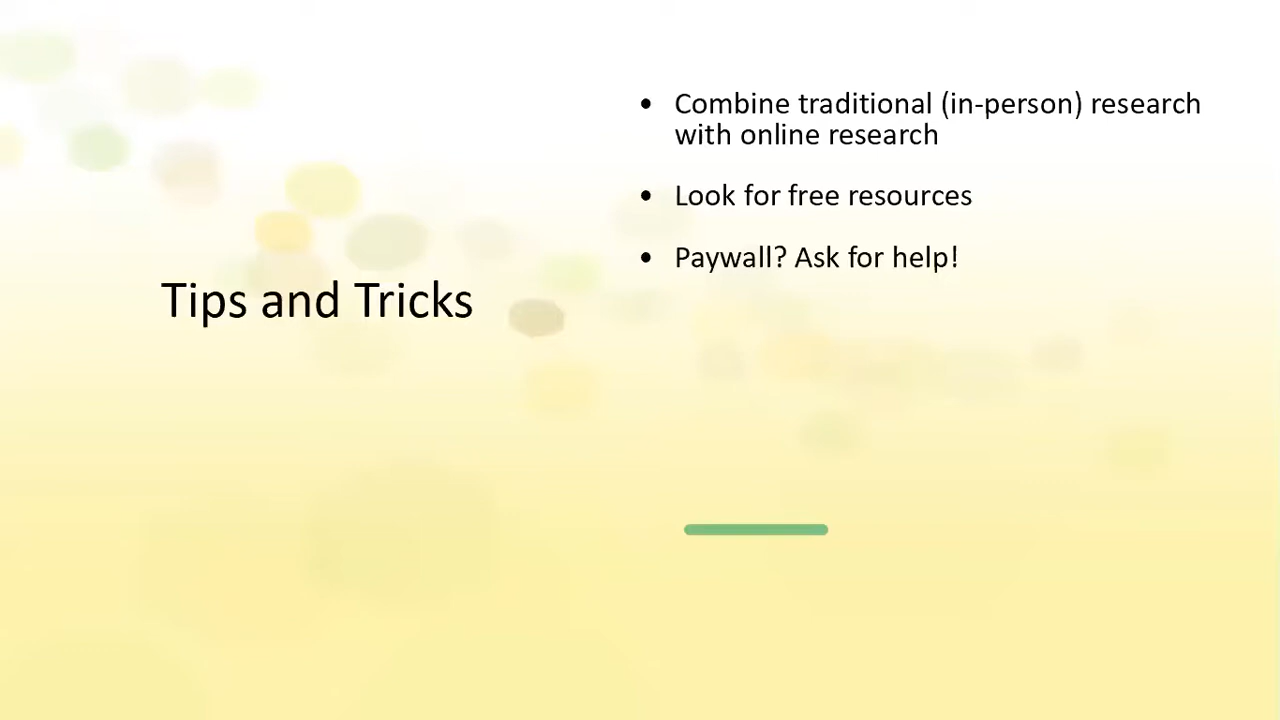 Tips and Tricks
• Combine traditional (in-person) research
with online research
• Look for free resources
• Paywall? Ask for help!